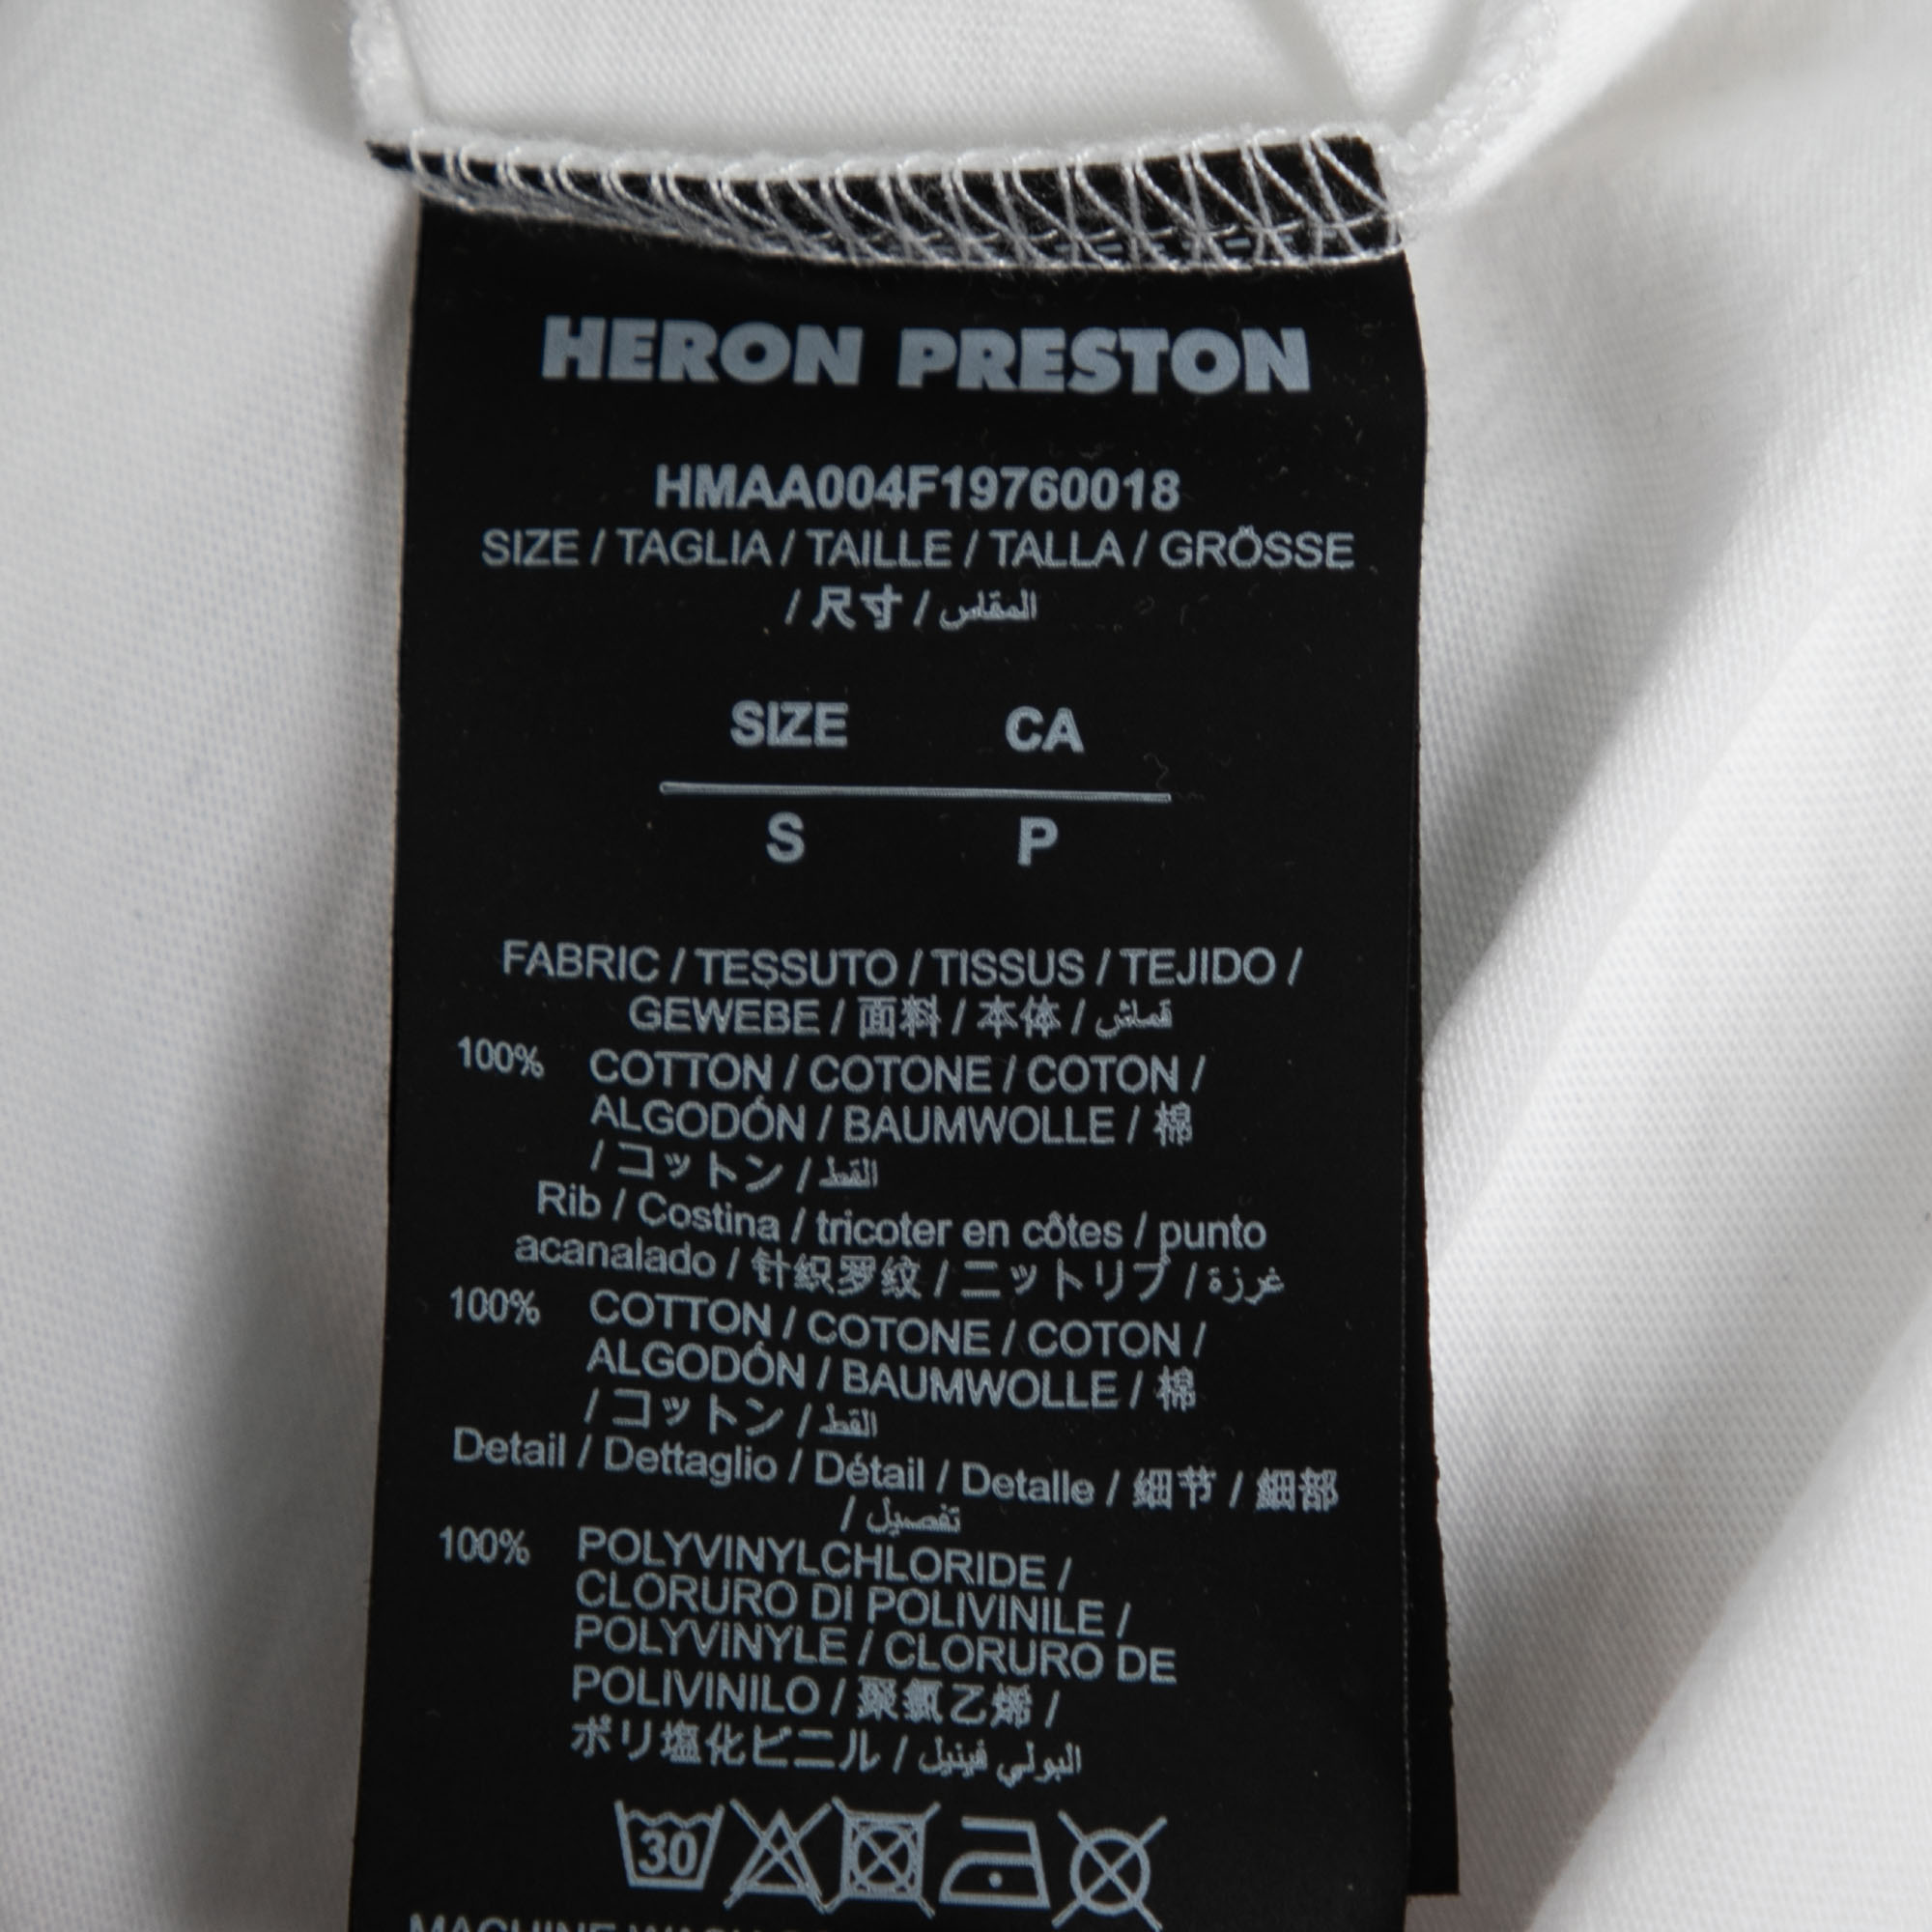 HERON PRESTON
HMAA004F19760018
SIZE / TAGLIA / TAILLE / TALLA / GRÖSSE
/ 尺寸 / المقاس
SIZE CA
S P
FABRIC / TESSUTO / TISSUS / TEJIDO /
GEWEBE / 面料 / 本体 / قماش
100% COTTON / COTONE / COTON /
ALGODÓN / BAUMWOLLE / 棉
/ コットン / القط
Rib / Costina / tricoter en côtes / punto
acanalado / 针织罗纹 / ニットリブ / غرزة
100% COTTON / COTONE / COTON /
ALGODÓN / BAUMWOLLE / 棉
/ コットン / القط
Detail / Dettaglio / Détail / Detalle / 细节 / 細部
/ تفصيل
100% POLYVINYLCHLORIDE /
CLORURO DI POLIVINILE /
POLYVINYLE / CLORURO DE
POLIVINILO / 聚氯乙烯 /
ポリ塩化ビニル / البولي فينيل
30
MACHINE WASH